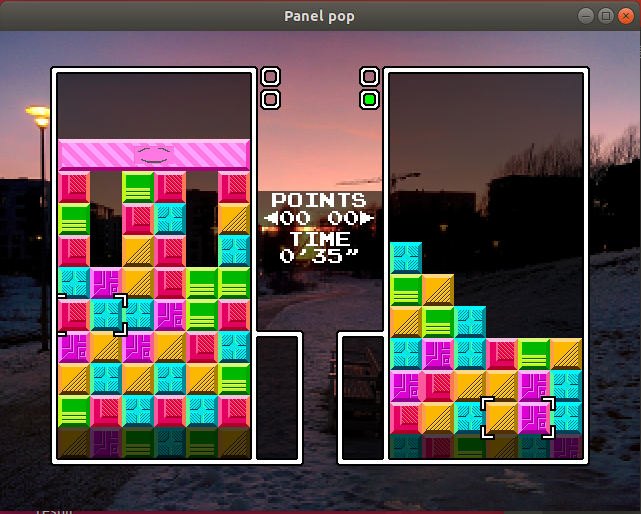 Panel pop
POINTS
◀00 00▶
TIME
0'35"